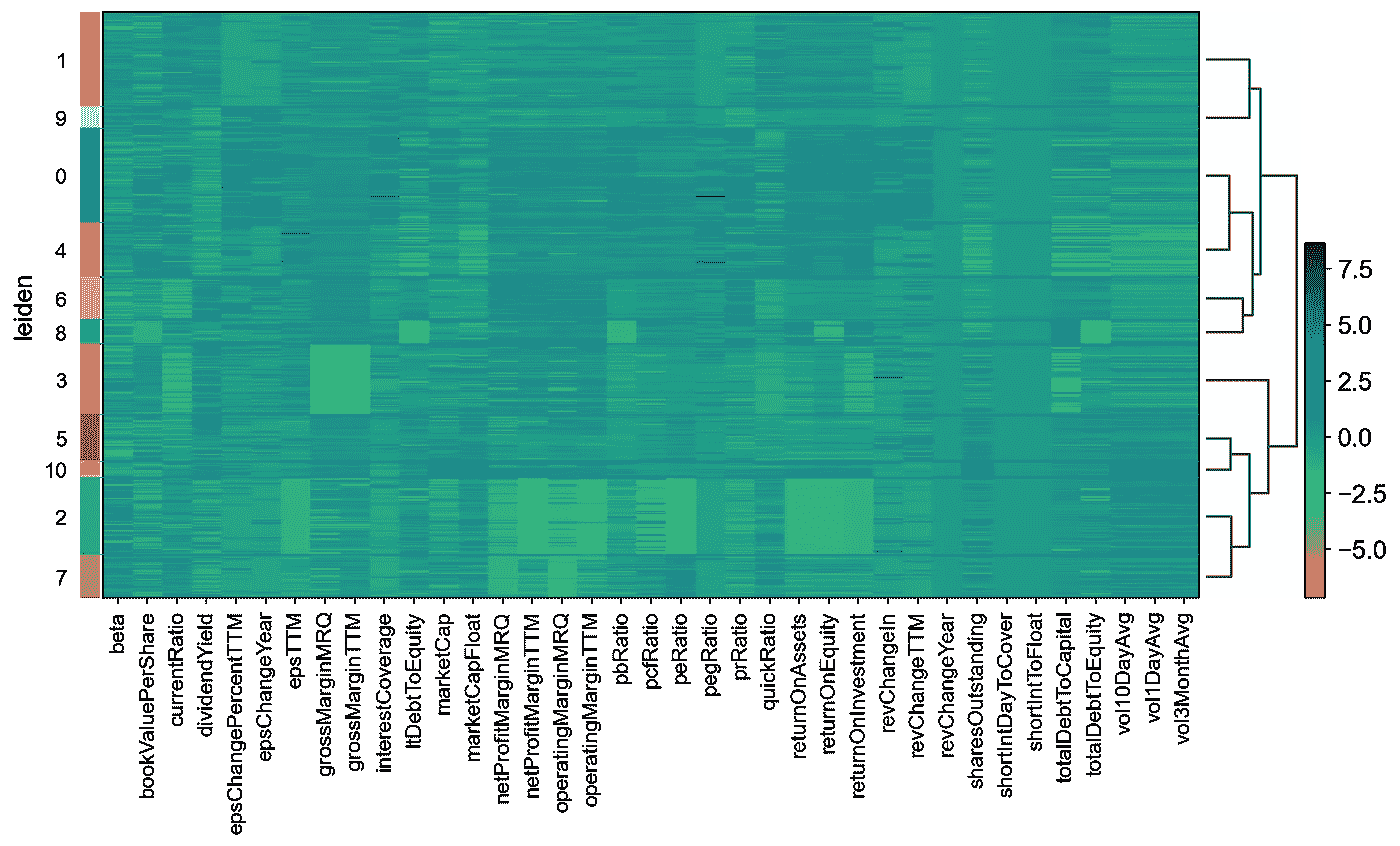 leiden
1
9
0
4
6
8
3
5
10
2
7
beta
bookValuePerShare
currentRatio
dividendYield
epsChangePercentTTM
epsChangeYear
epsTTM
grossMarginMRQ
grossMarginTTM
interestCoverage
ltDebtToEquity
marketCap
marketCapFloat
netProfitMarginMRQ
netProfitMarginTTM
operatingMarginMRQ
operatingMarginTTM
pbRatio
pcfRatio
peRatio
pegRatio
prRatio
quickRatio
returnOnAssets
returnOnEquity
returnOnInvestment
revChangeIn
revChangeTTM
revChangeYear
sharesOutstanding
shortIntDayToCover
shortIntToFloat
totalDebtToCapital
totalDebtToEquity
vol10DayAvg
vol1DayAvg
vol3MonthAvg
7.5
5.0
2.5
0.0
−2.5
−5.0